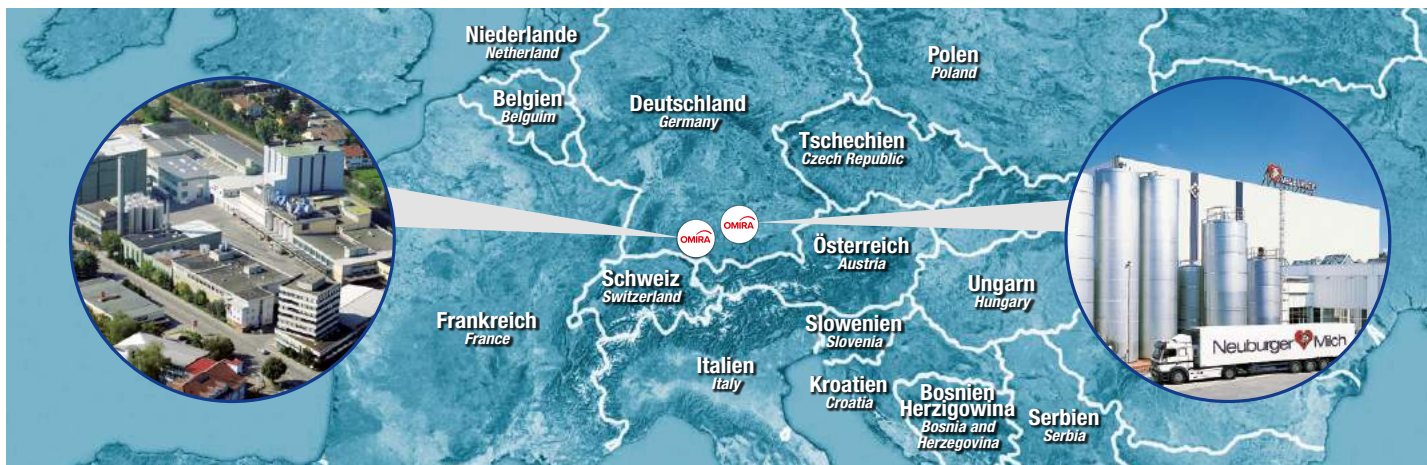 Niederlande
Netherland
Belgien
Belguim
Deutschland
Germany
Polen
Poland
Tschechien
Czech Republic
OMIRA
OMIRA
Österreich
Austria
Schweiz
Switzerland
Ungarn
Hungary
Frankreich
France
Slowenien
Slovenia
Italien
Italy
Kroatien
Croatia
Bosnien
Herzigowina
Bosnia and
Herzegovina
Serbien
Serbia
Neuburger Milch